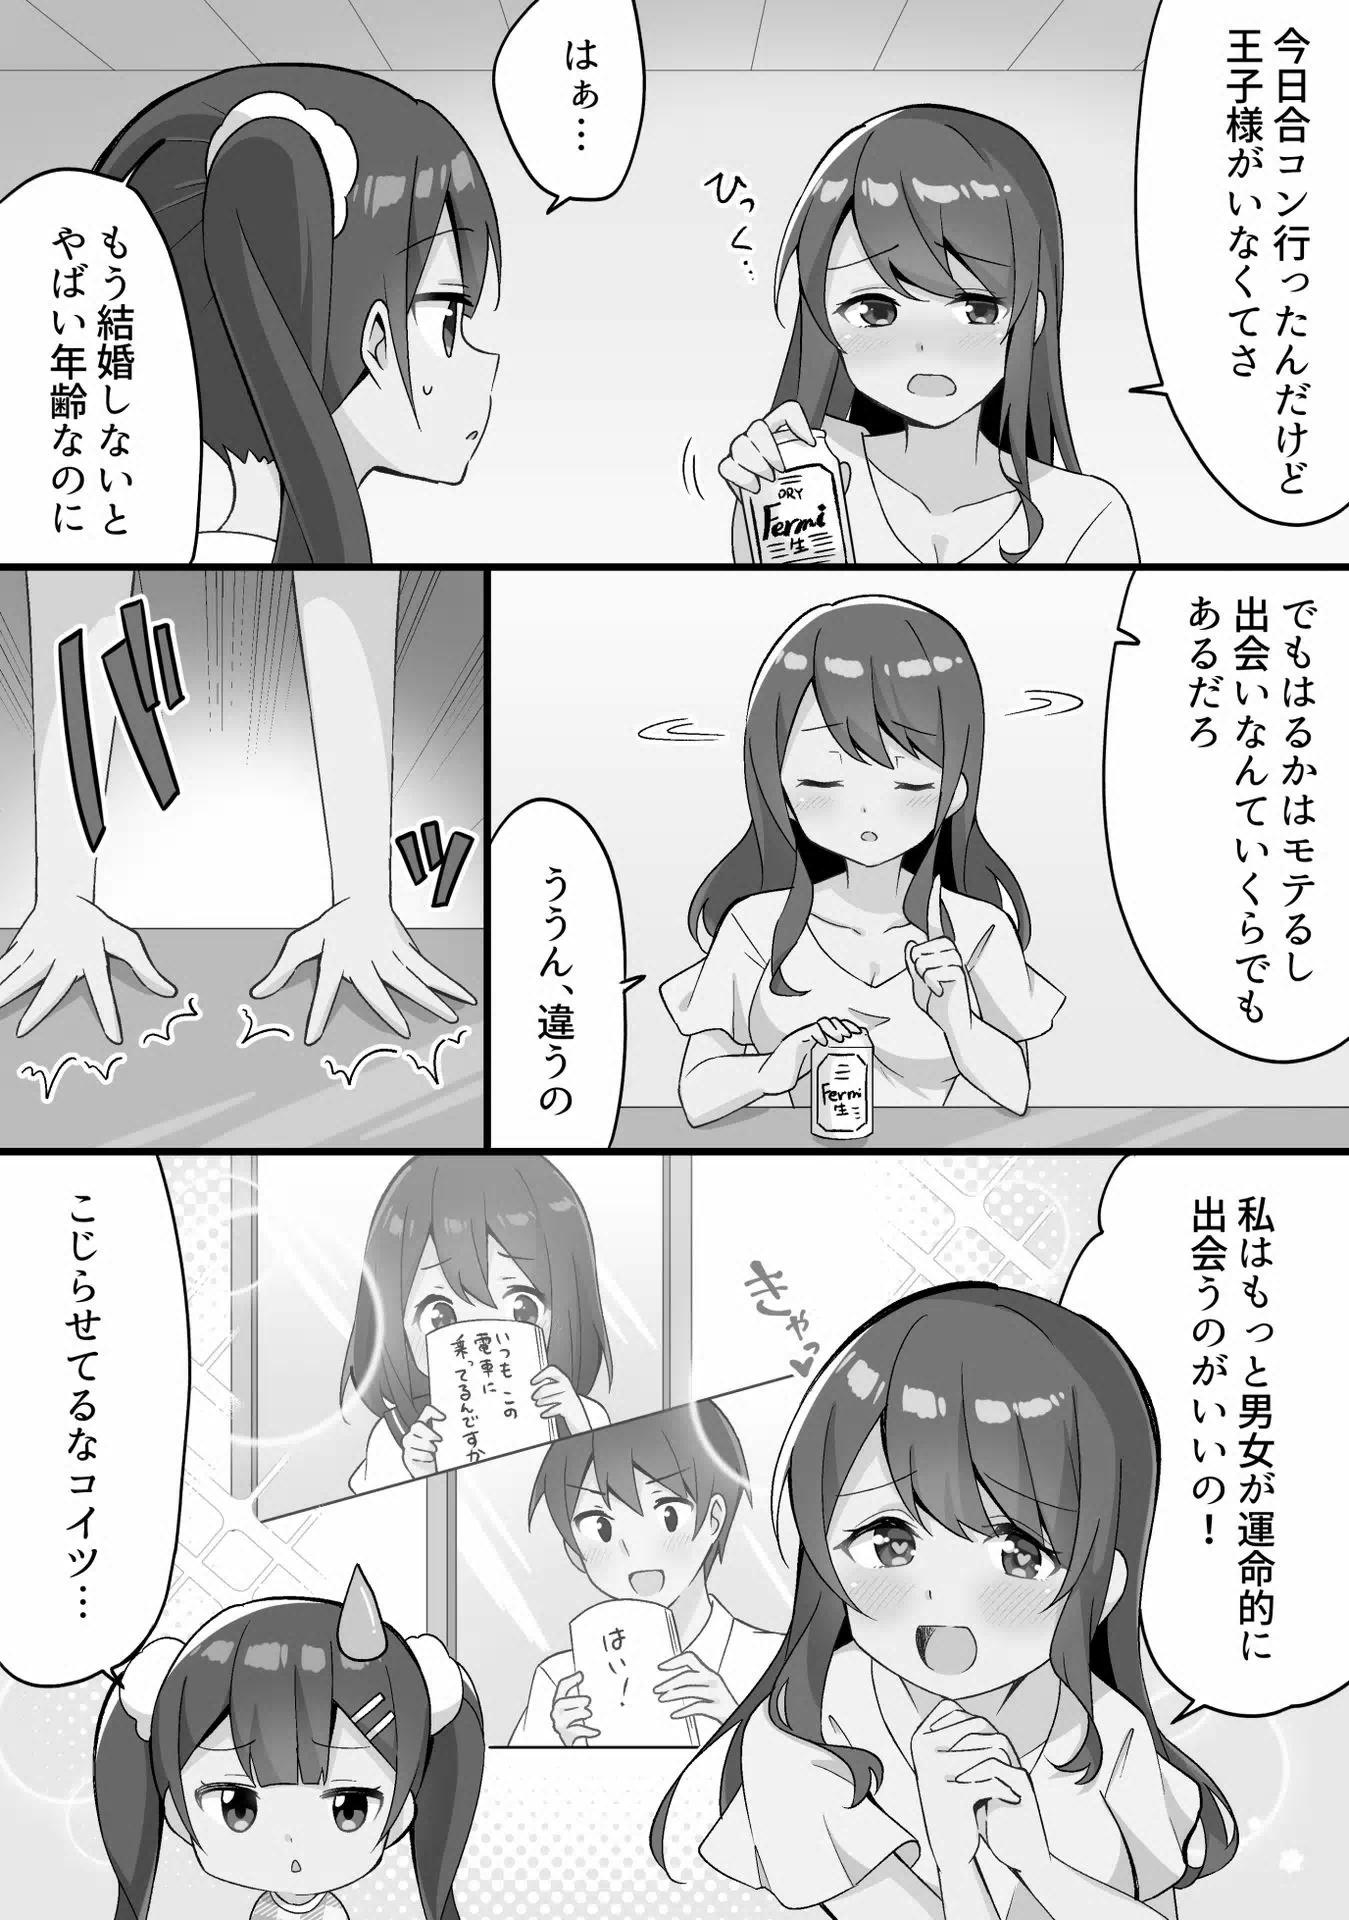 今日合コン行ったんだけど
王子様がいなくてさ
ひっく…
DRY
Fermi
生
はぁ…
もう結婚しないと
やばい年齢なのに
でもはるかはモテるし
出会いなんていくらでも
あるだろ
Fermi
生
ううん、違うの
私はもっと男女が運命的に
出会うのがいいの！
きゃっ♥
いつもこの
電車に
乗ってるんですか
はい！
こじらせてるなコイツ…